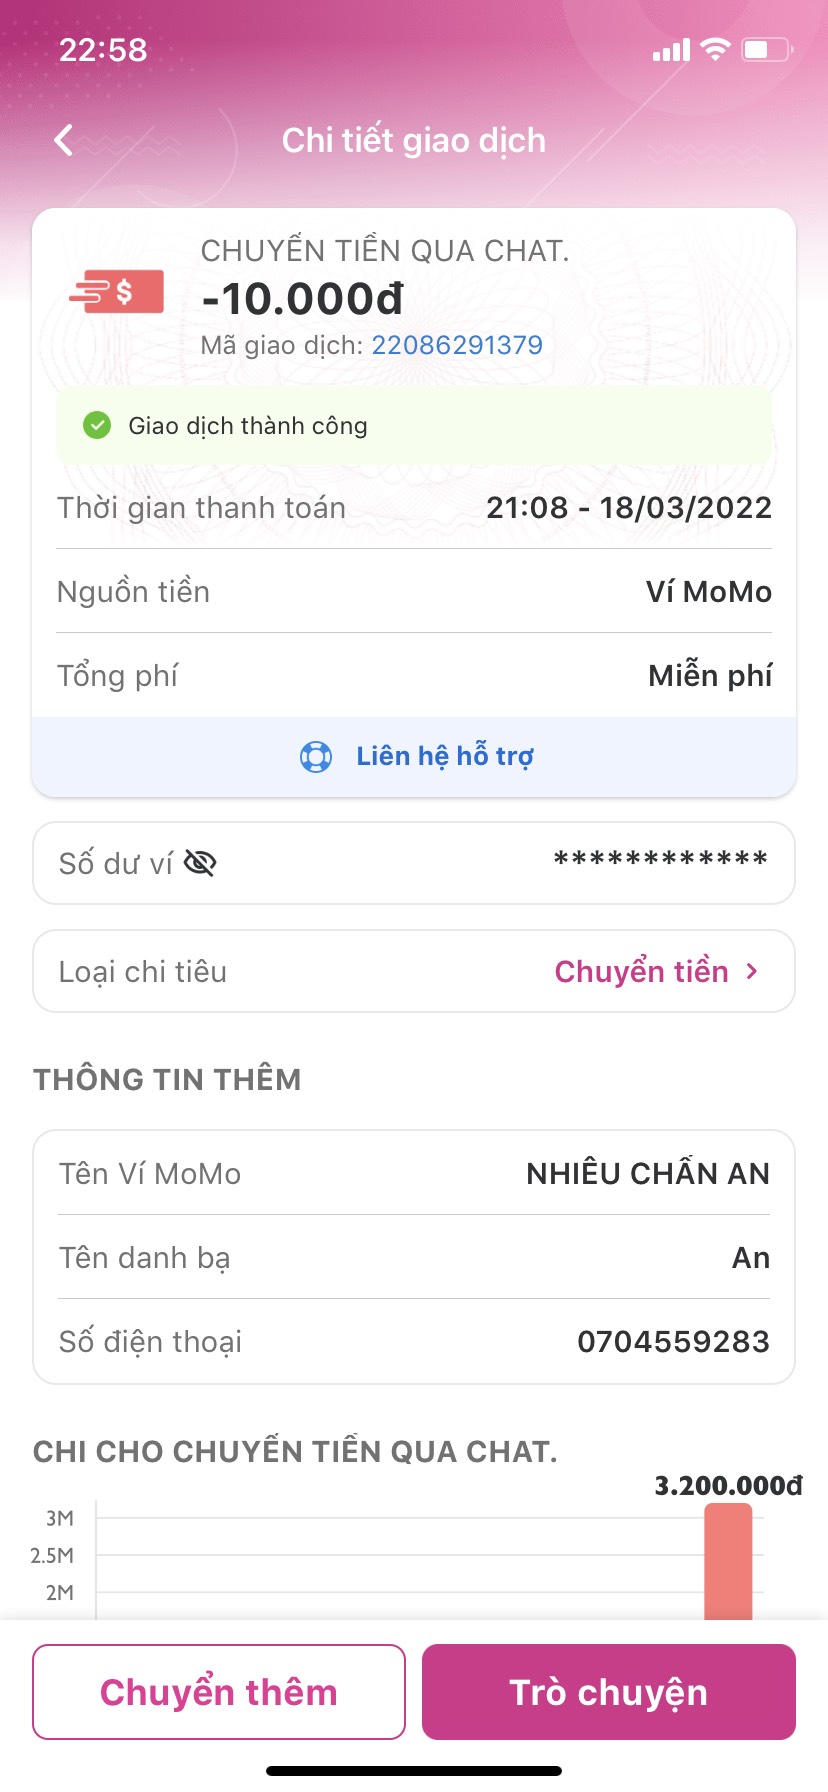 22:58
Chi tiết giao dịch
CHUYỂN TIỀN QUA CHAT.
$
-10.000đ
Mã giao dịch: 22086291379
Giao dịch thành công
Thời gian thanh toán 21:08 - 18/03/2022
Nguồn tiền Ví MoMo
Tổng phí Miễn phí
Liên hệ hỗ trợ
Số dư ví ************
Loại chi tiêu Chuyển tiền >
THÔNG TIN THÊM
Tên Ví MoMo NHIÊU CHẤN AN
Tên danh bạ An
Số điện thoại 0704559283
CHI CHO CHUYỂN TIỀN QUA CHAT.
3.200.000đ
3M
2.5M
2M
Chuyển thêm Trò chuyện